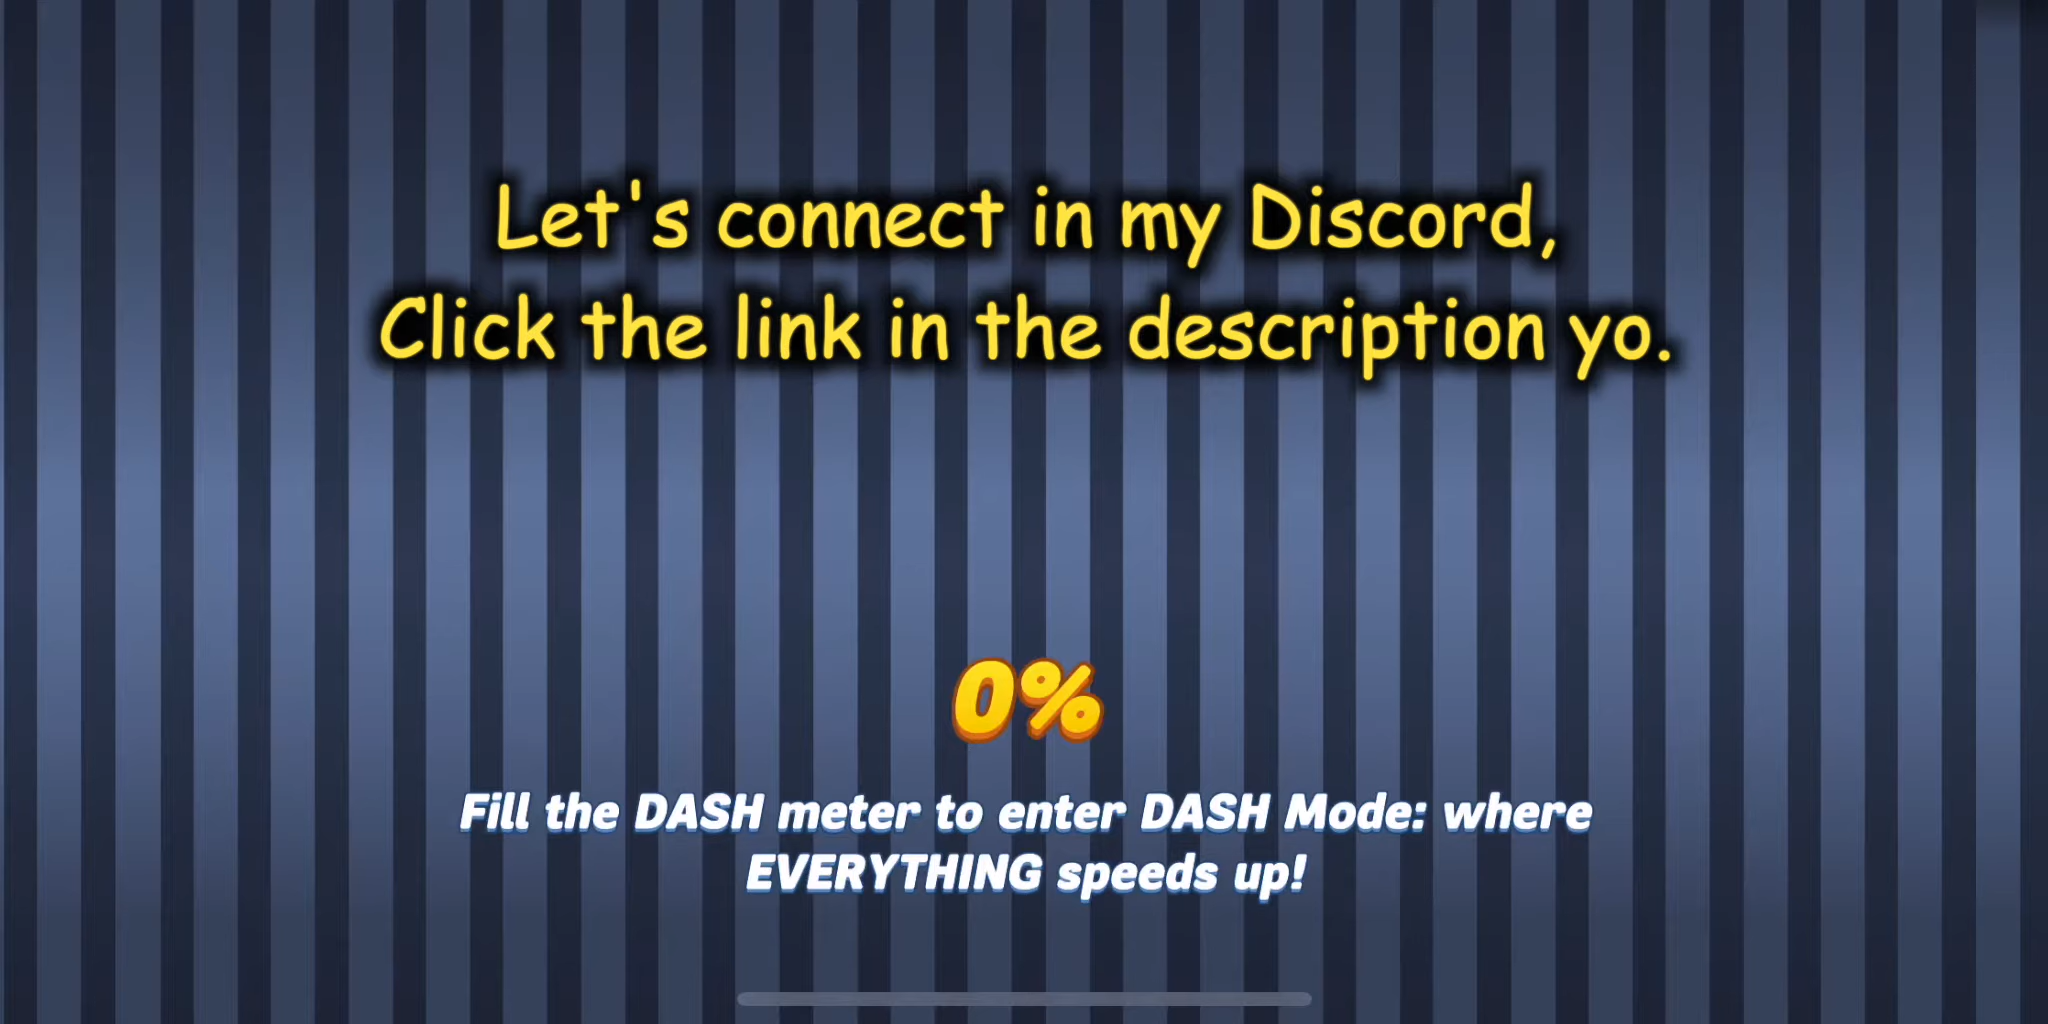 Let's connect in my Discord,
Click the link in the description yo.
0%
Fill the DASH meter to enter DASH Mode: where
EVERYTHING speeds up!